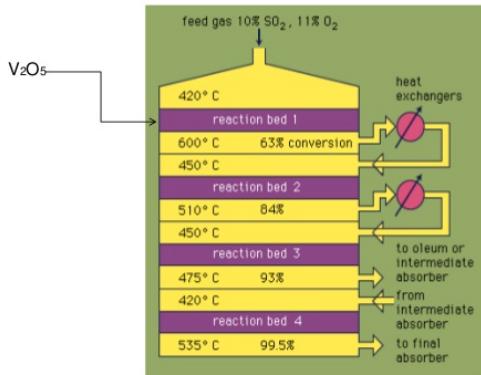 feed gas 10% SO₂, 11% O₂
V₂O₅
420° C
heat
exchangers
reaction bed 1
600° C 63% conversion
450° C
reaction bed 2
510° C 84%
450° C
reaction bed 3
to oleum or
intermediate
absorber
475° C 93%
420° C
from
intermediate
absorber
reaction bed 4
535° C 99.5%
to final
absorber